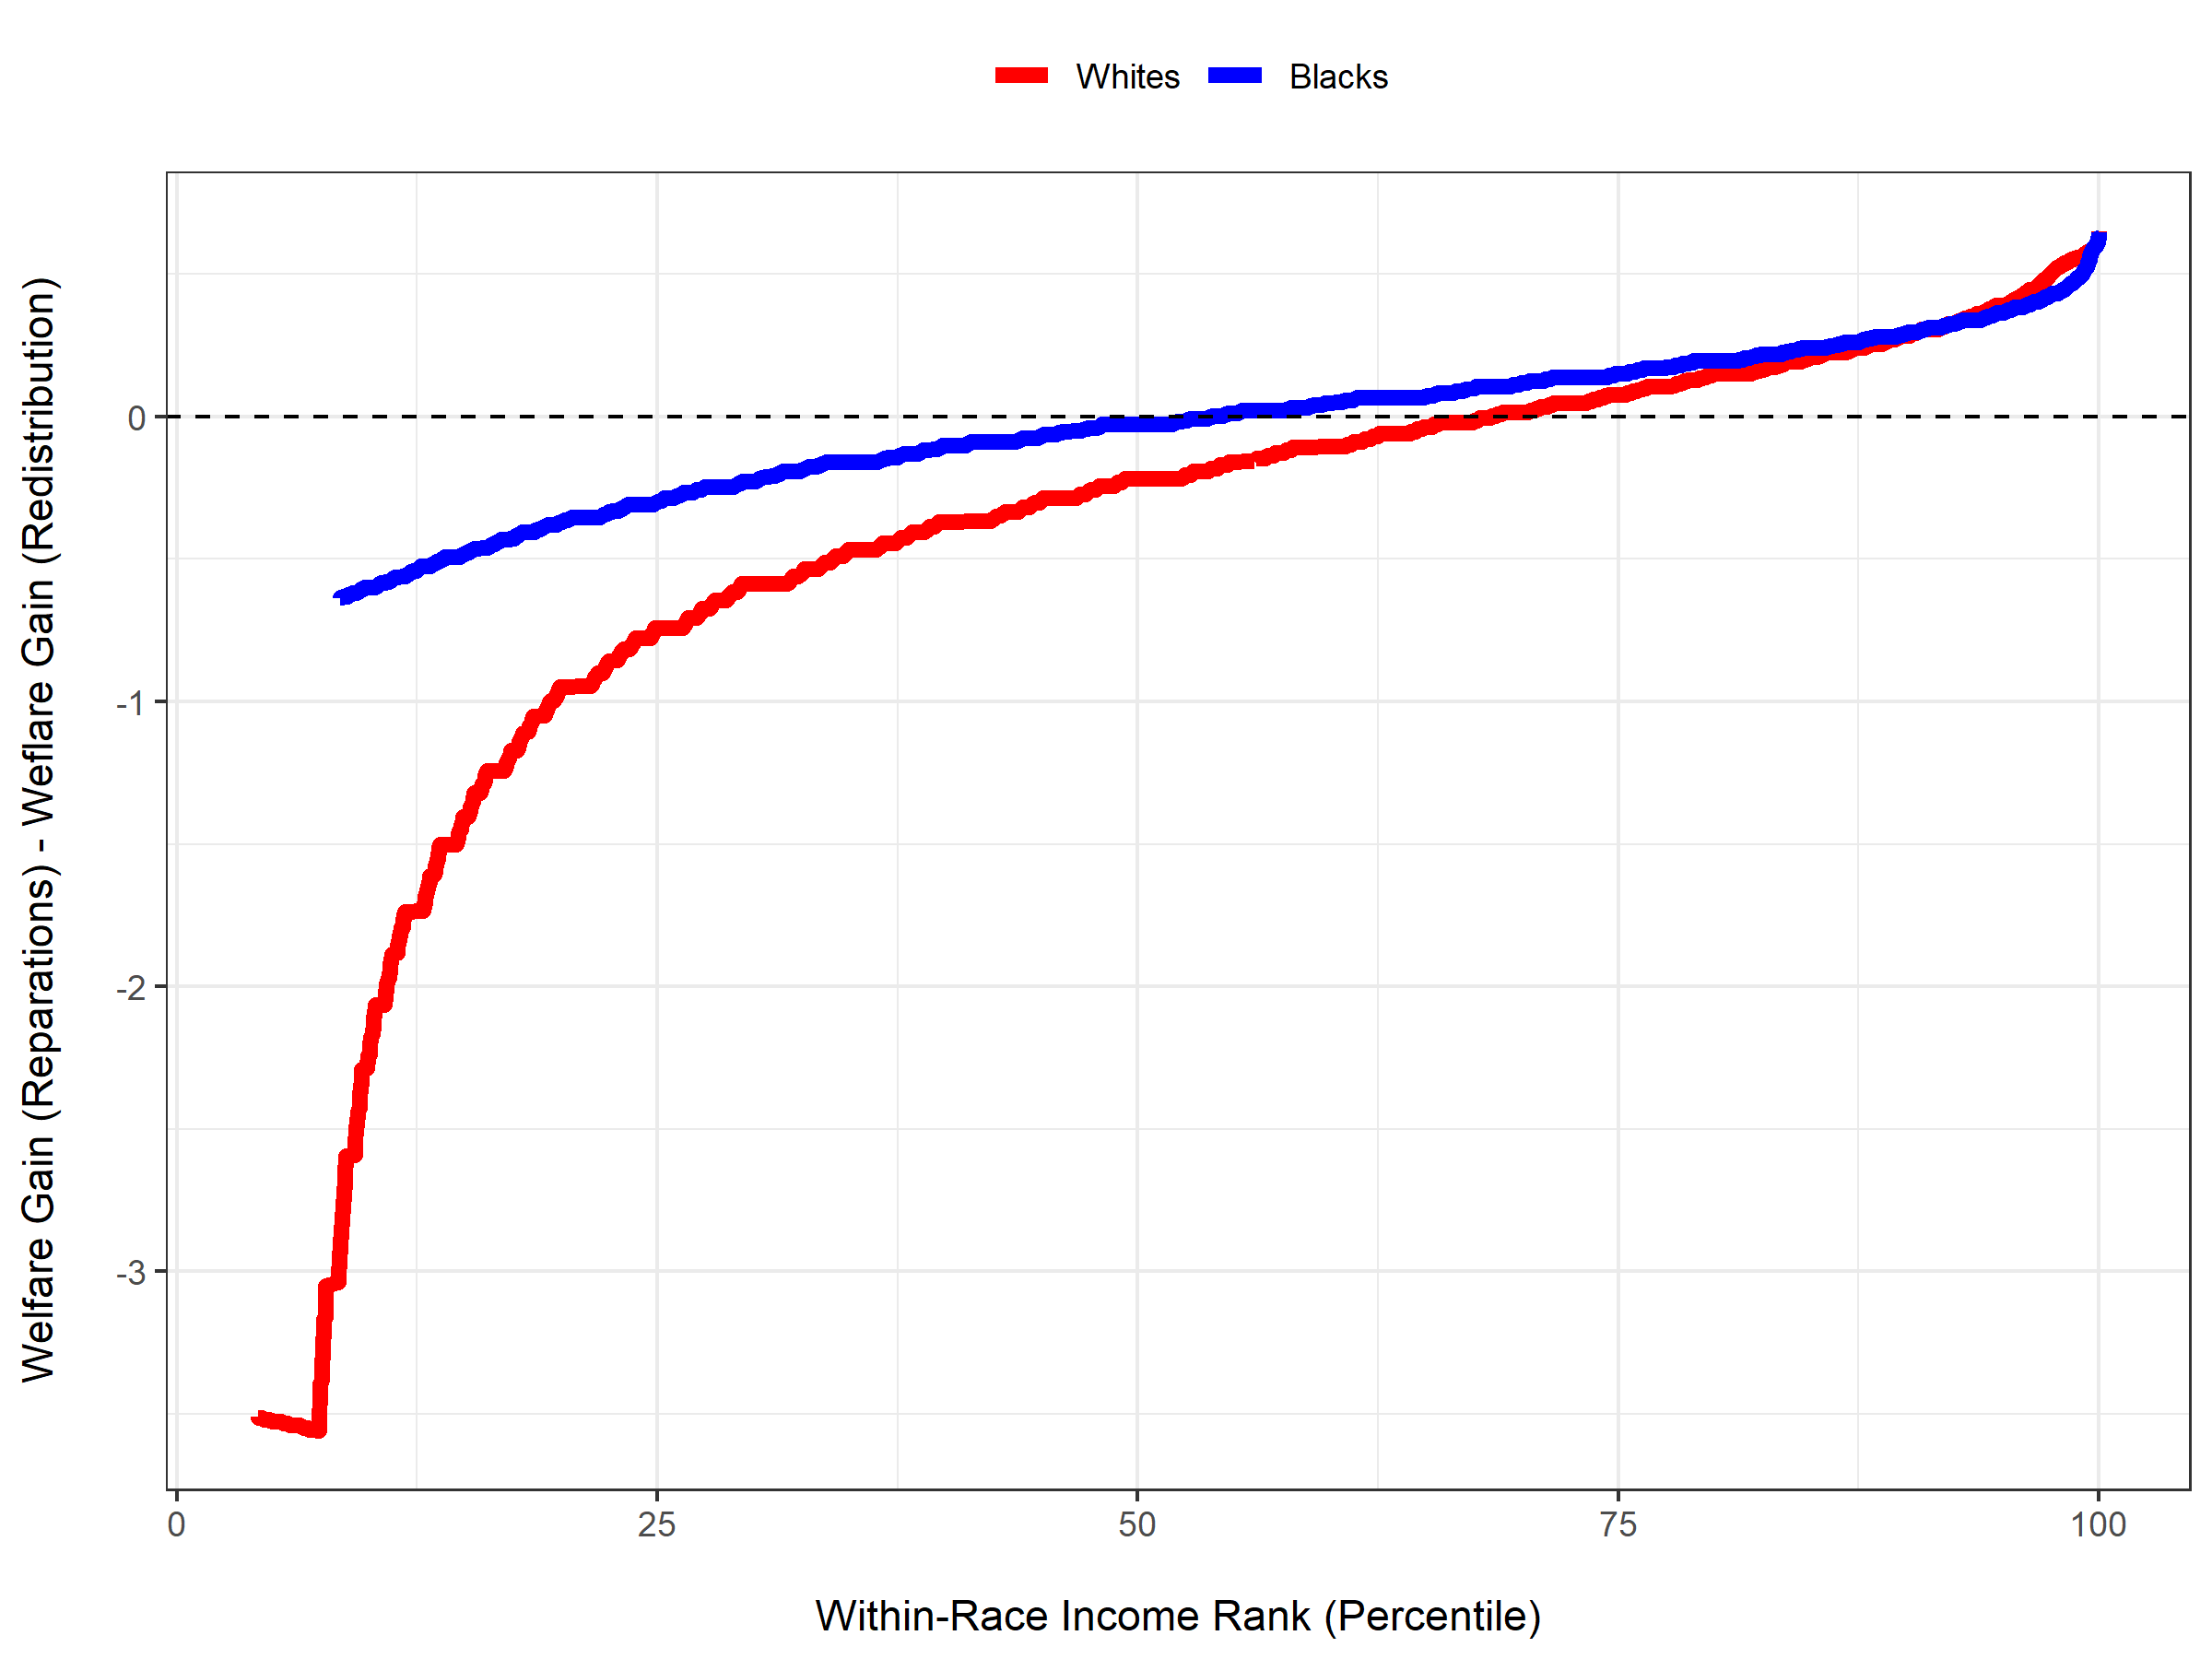 Whites Blacks
Welfare Gain (Reparations) - Weflare Gain (Redistribution)
0
-1
-2
-3
0 25 50 75 100
Within-Race Income Rank (Percentile)